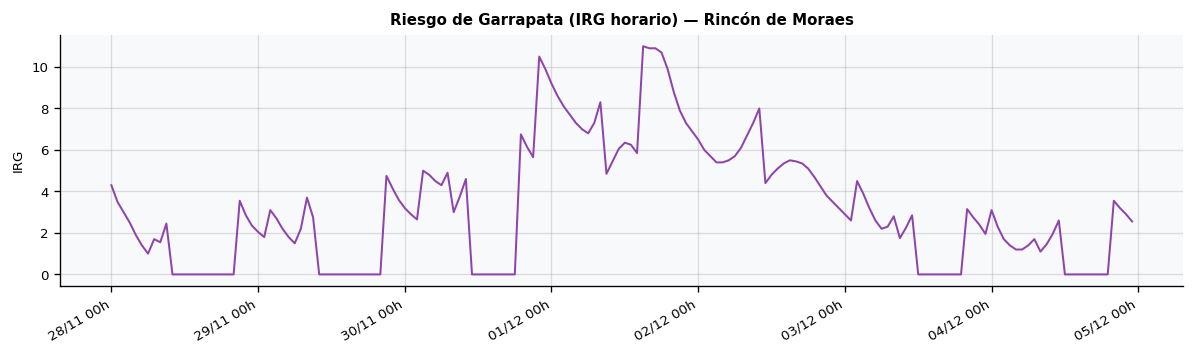 Riesgo de Garrapata (IRG horario) — Rincón de Moraes
IRG
10
8
6
4
2
0
28/11 00h
29/11 00h
30/11 00h
01/12 00h
02/12 00h
03/12 00h
04/12 00h
05/12 00h